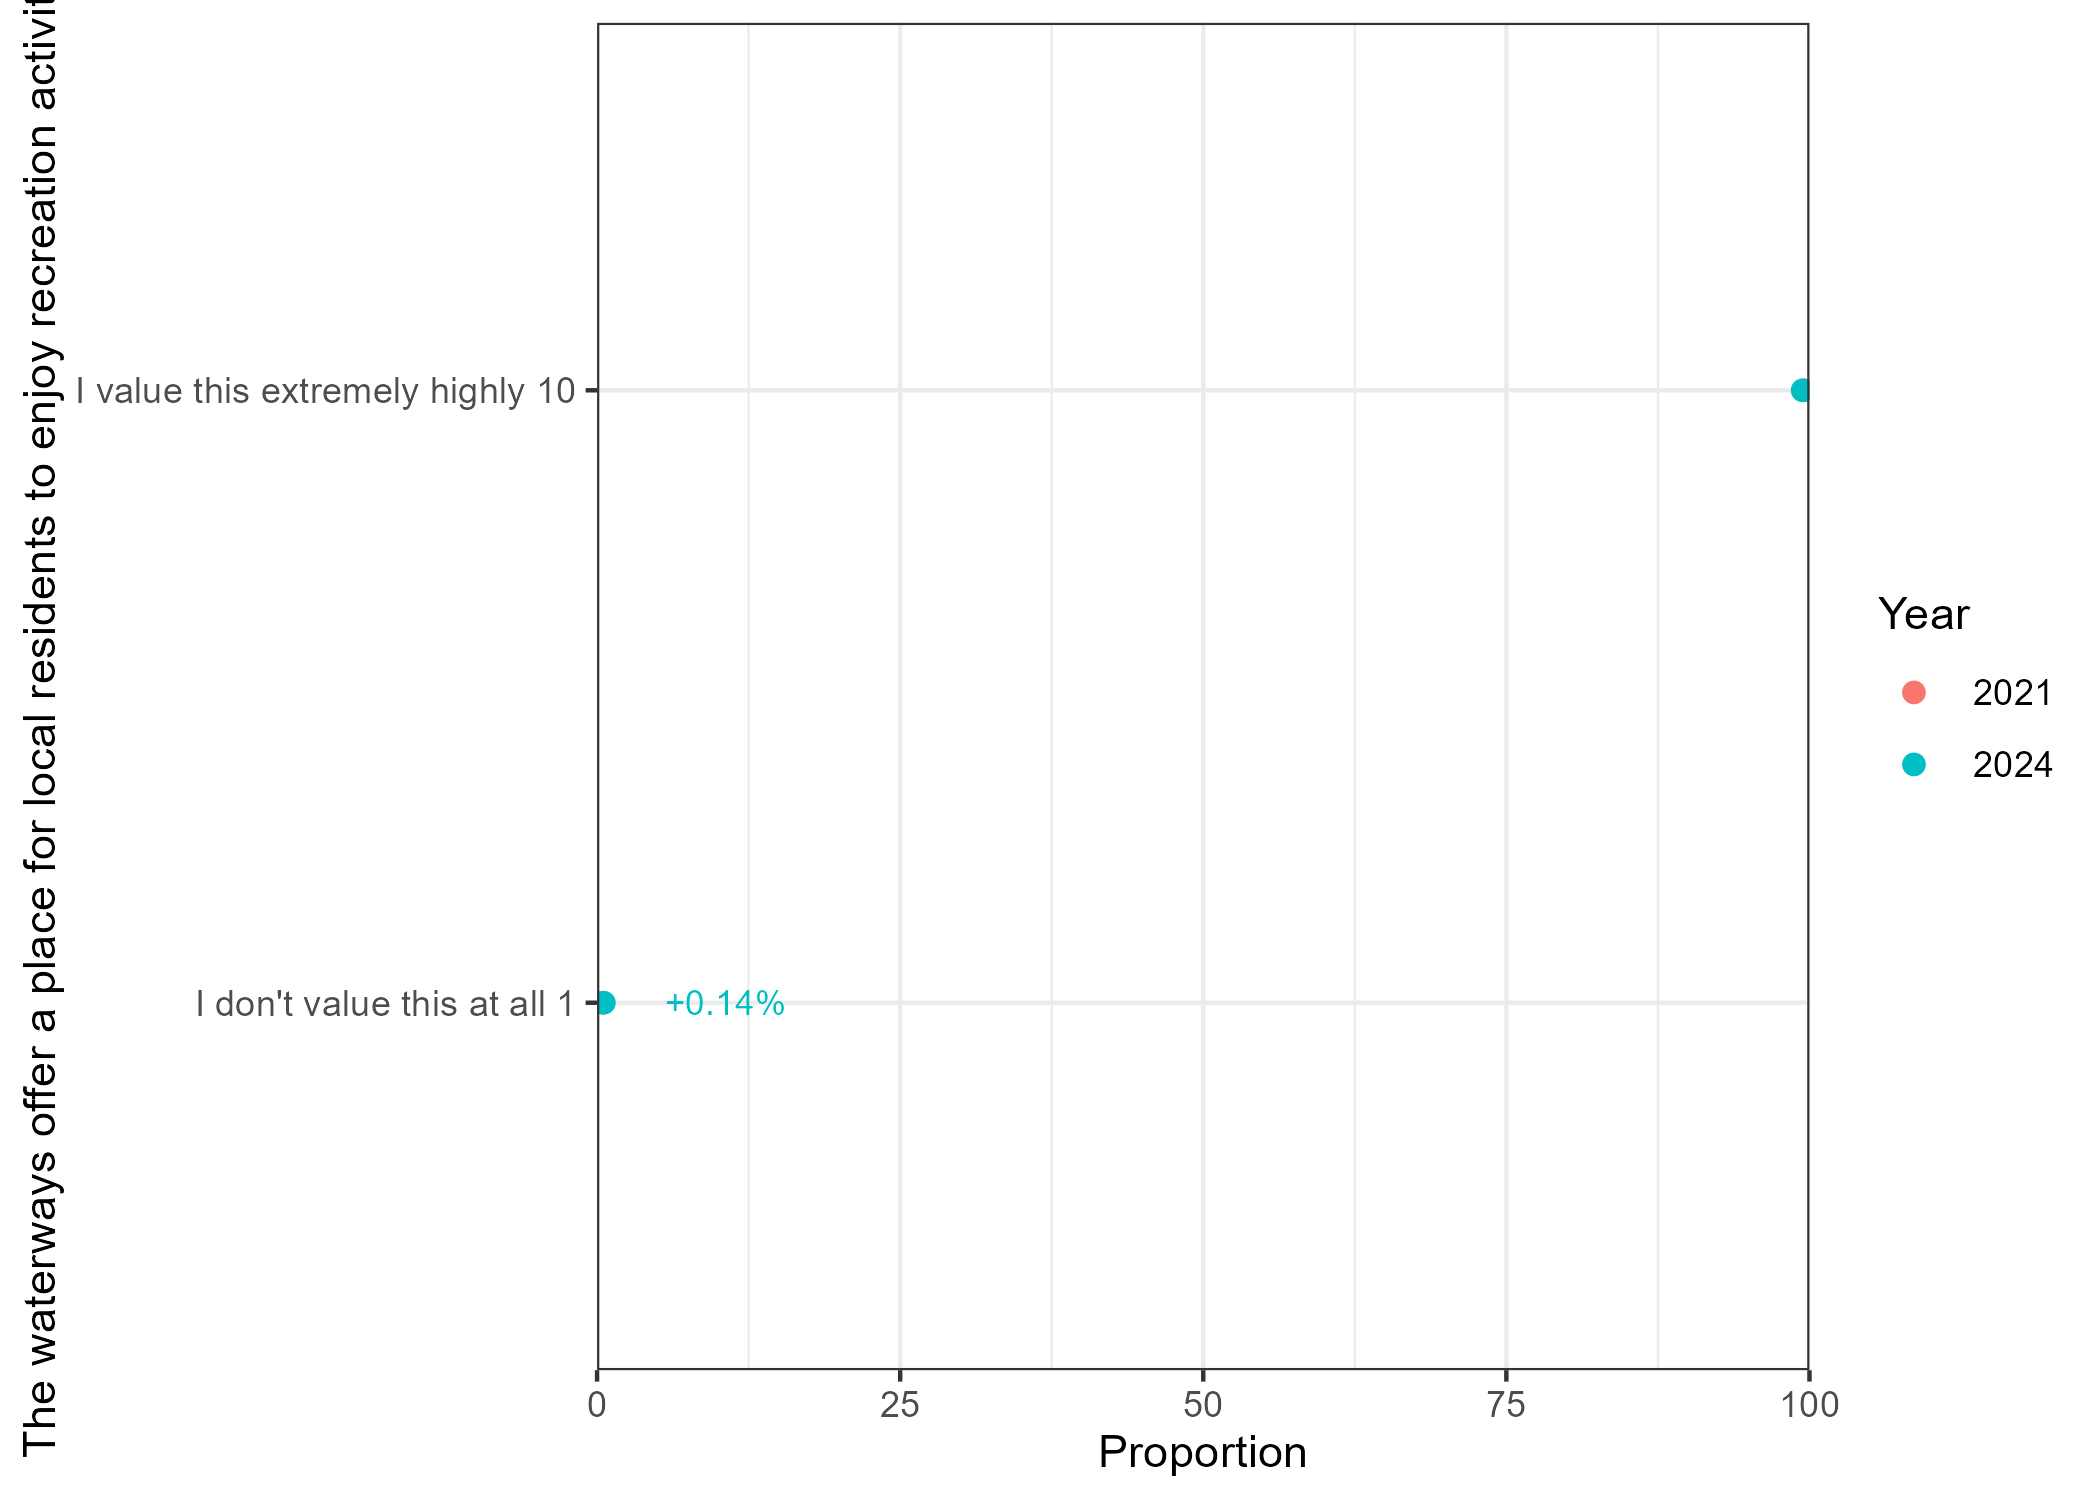 The waterways offer a place for local residents to enjoy recreation
I value this extremely highly 10
I don't value this at all 1
+0.14%
0
25
50
75
100
Proportion
Year
2021
2024